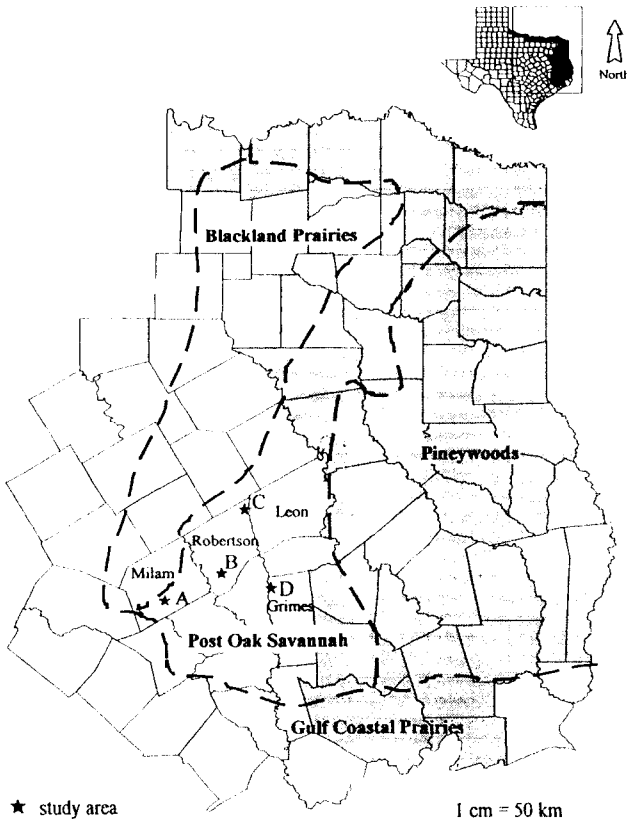 North
Blackland Prairies
Pineywoods
C
Leon
Robertson
B
Milam
A
D
Grimes
Post Oak Savannah
Gulf Coastal Prairies
★ study area
1 cm = 50 km